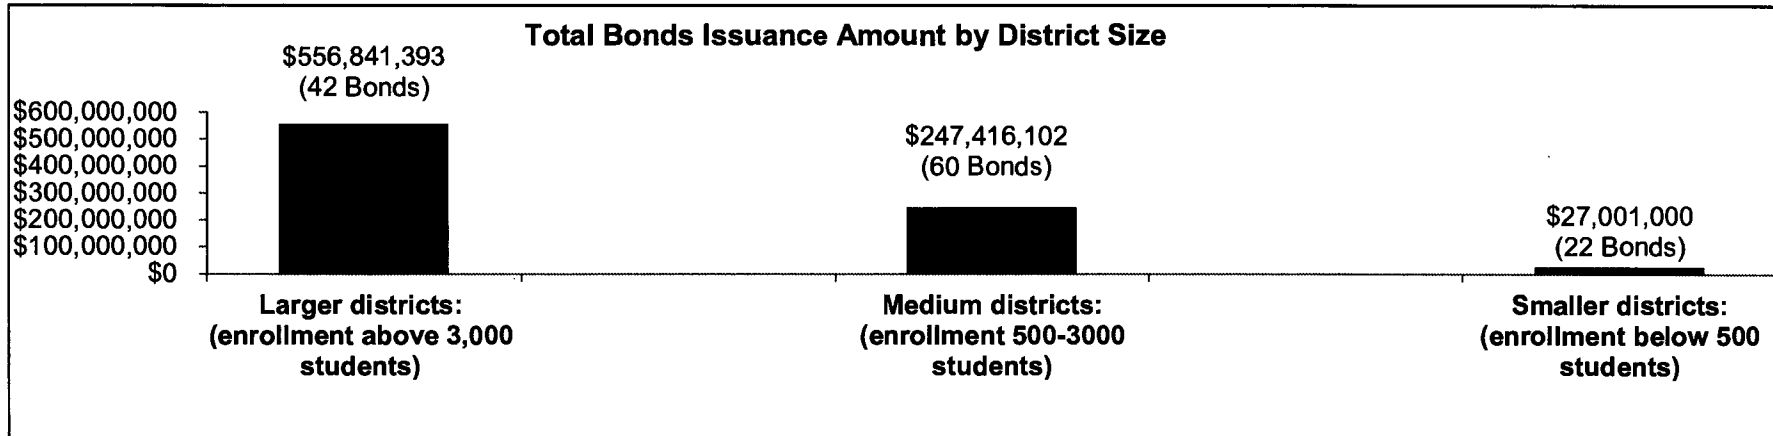 Total Bonds Issuance Amount by District Size
$556,841,393
(42 Bonds)
$247,416,102
(60 Bonds)
$27,001,000
(22 Bonds)
$600,000,000
$500,000,000
$400,000,000
$300,000,000
$200,000,000
$100,000,000
$0
Larger districts:
(enrollment above 3,000
students)
Medium districts:
(enrollment 500-3000
students)
Smaller districts:
(enrollment below 500
students)